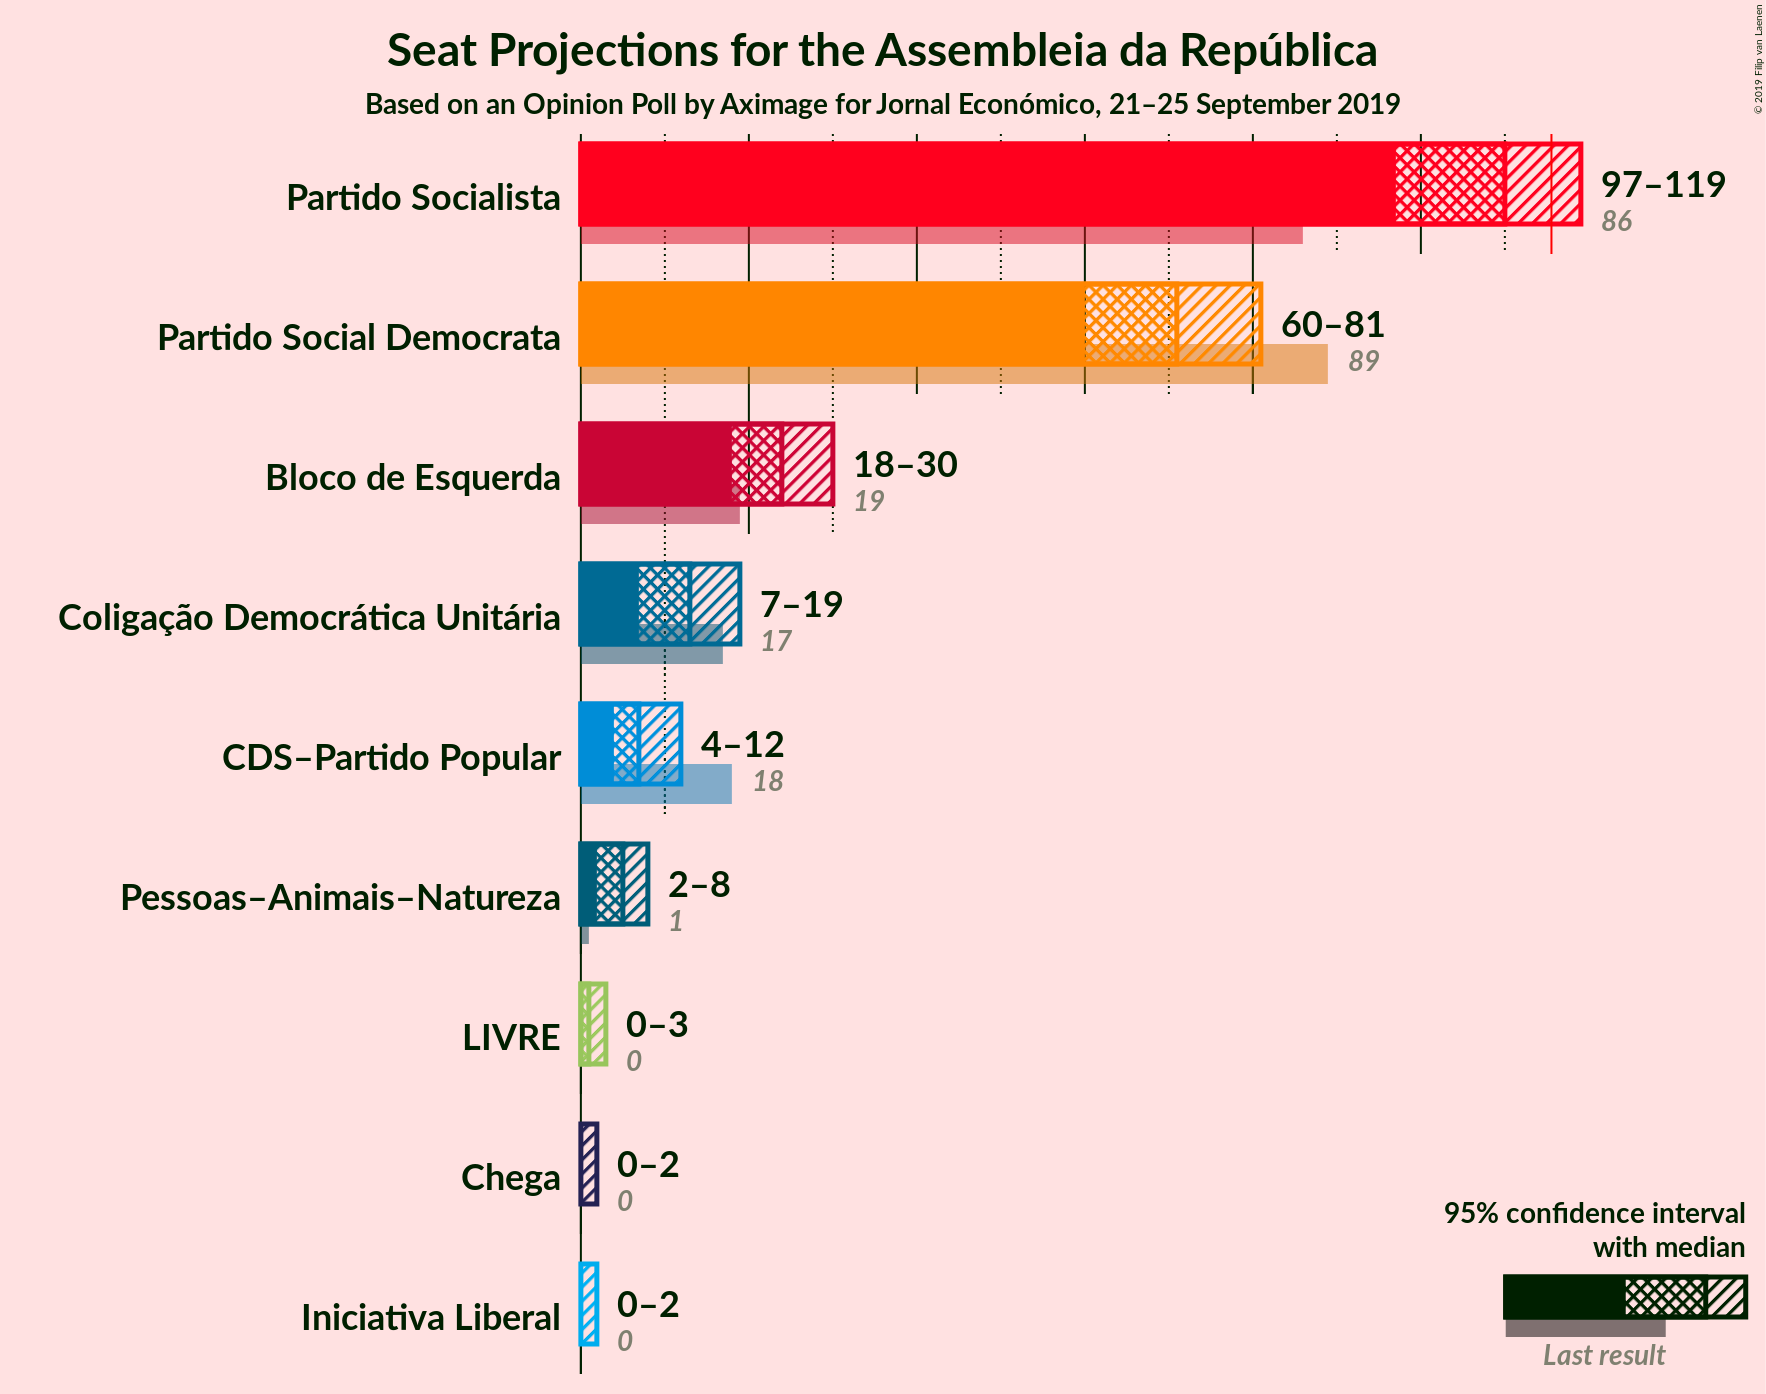 Seat Projections for the Assembleia da República
Based on an Opinion Poll by Aximage for Jornal Económico, 21–25 September 2019
© 2019 Filip van Laenen
Partido Socialista
97–119
86
Partido Social Democrata
60–81
89
Bloco de Esquerda
18–30
19
Coligação Democrática Unitária
7–19
17
CDS–Partido Popular
4–12
18
Pessoas–Animais–Natureza
2–8
1
LIVRE
0–3
0
Chega
0–2
0
Iniciativa Liberal
0–2
0
95% confidence interval
with median
Last result